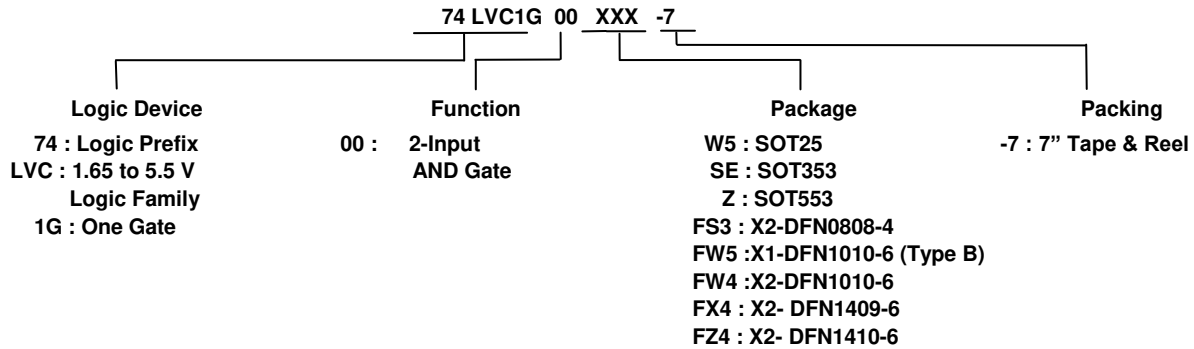 74 LVC1G 00 XXX -7
Logic Device
74 : Logic Prefix
LVC : 1.65 to 5.5 V
Logic Family
1G : One Gate
Function
00 : 2-Input
AND Gate
Package
W5 : SOT25
SE : SOT353
Z : SOT553
FS3 : X2-DFN0808-4
FW5 :X1-DFN1010-6 (Type B)
FW4 :X2-DFN1010-6
FX4 : X2- DFN1409-6
FZ4 : X2- DFN1410-6
Packing
-7 : 7” Tape & Reel